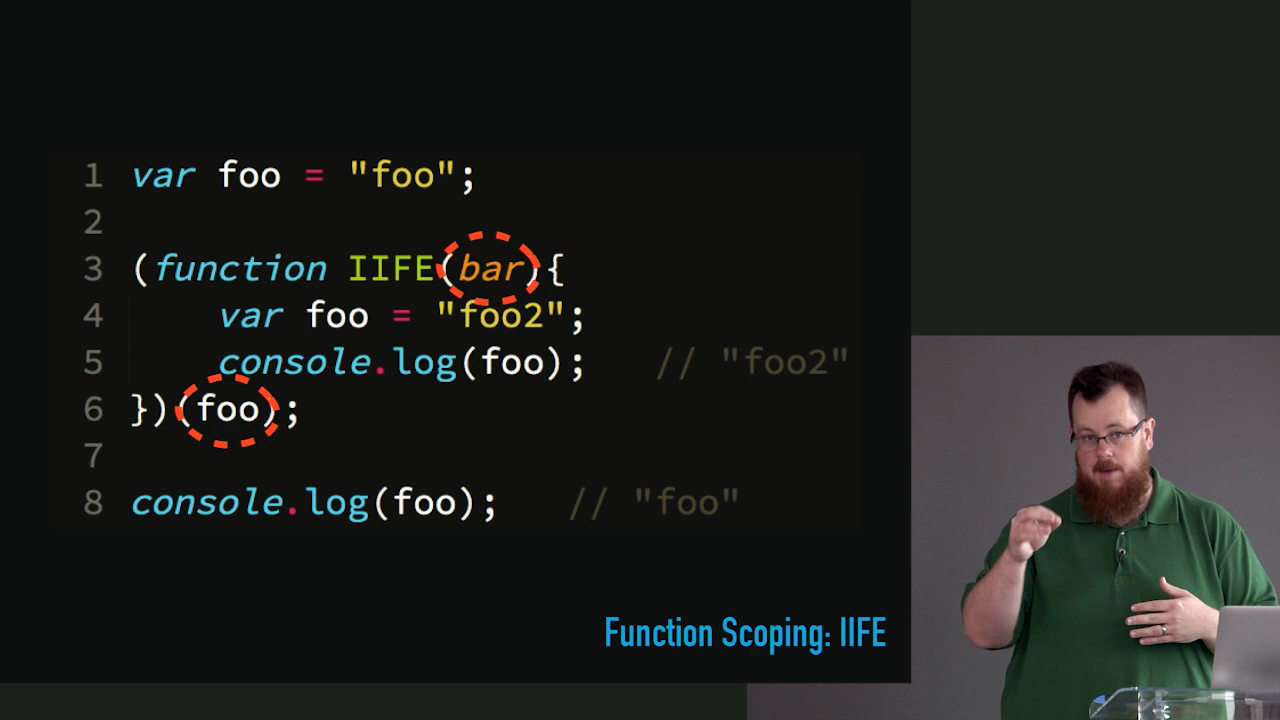 1 var foo = "foo";
2
3 (function IIFE(bar){
4 var foo = "foo2";
5 console.log(foo); // "foo2"
6 })(foo);
7
8 console.log(foo); // "foo"
Function Scoping: IIFE